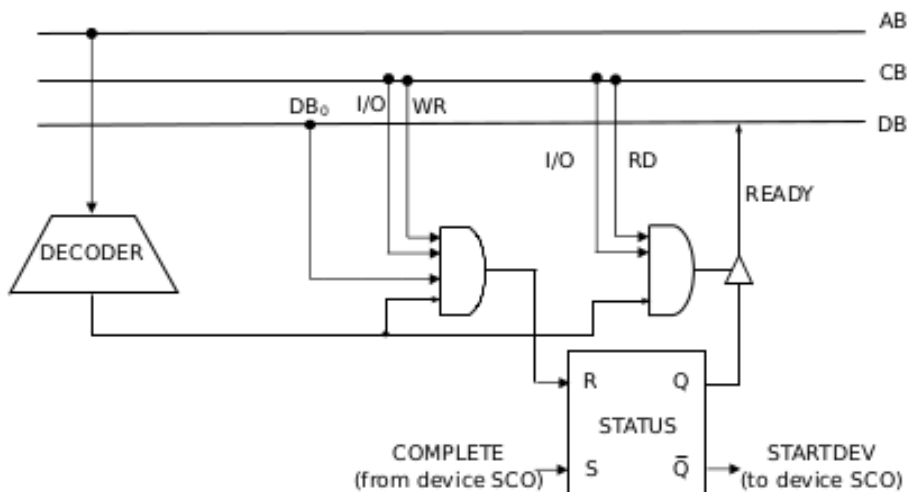 AB
CB
DB₀
I/O
WR
DB
I/O
RD
READY
DECODER
R
Q
STATUS
COMPLETE
(from device SCO)
S
Q̅
STARTDEV
(to device SCO)